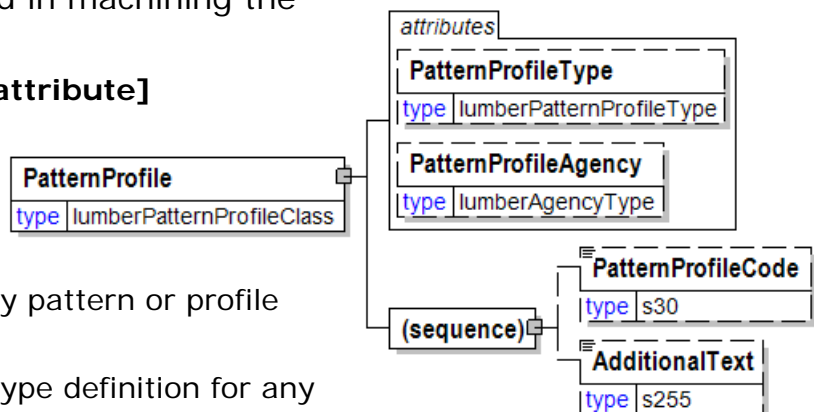 d in machining the
attribute]
y pattern or profile
ype definition for any
PatternProfile
type lumberPatternProfileClass
attributes
PatternProfileType
type lumberPatternProfileType
PatternProfileAgency
type lumberAgencyType
(sequence)
PatternProfileCode
type s30
AdditionalText
type s255